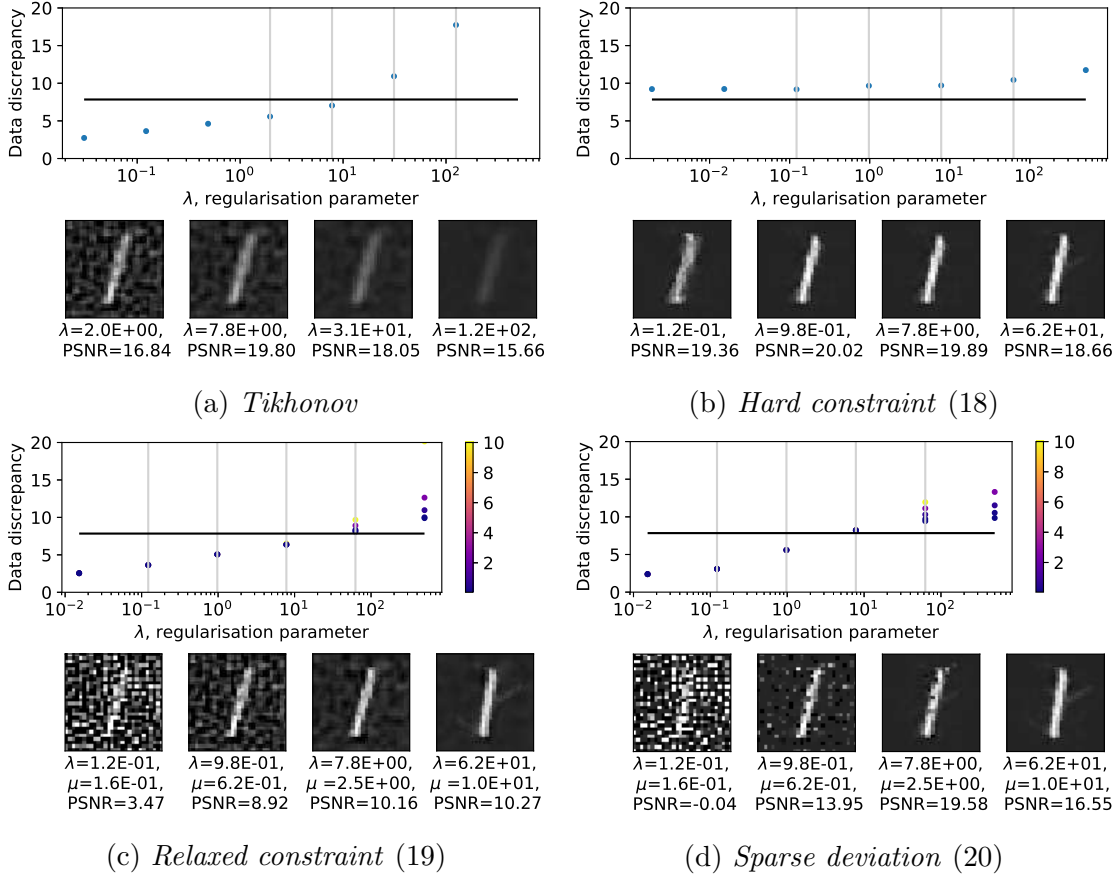 20
15
10
5
0
Data discrepancy
10⁻¹ 10⁰ 10¹ 10²
λ, regularisation parameter
λ=2.0E+00, λ=7.8E+00, λ=3.1E+01, λ=1.2E+02,
PSNR=16.84 PSNR=19.80 PSNR=18.05 PSNR=15.66
(a) Tikhonov
20
15
10
5
0
Data discrepancy
10⁻² 10⁻¹ 10⁰ 10¹ 10²
λ, regularisation parameter
λ=1.2E-01, λ=9.8E-01, λ=7.8E+00, λ=6.2E+01,
PSNR=19.36 PSNR=20.02 PSNR=19.89 PSNR=18.66
(b) Hard constraint (18)
20
15
10
5
0
Data discrepancy
10⁻² 10⁻¹ 10⁰ 10¹ 10²
λ, regularisation parameter
10
8
6
4
2
λ=1.2E-01, λ=9.8E-01, λ=7.8E+00, λ=6.2E+01,
μ=1.6E-01, μ=6.2E-01, μ =2.5E+00, μ =1.0E+01,
PSNR=3.47 PSNR=8.92 PSNR=10.16 PSNR=10.27
(c) Relaxed constraint (19)
20
15
10
5
0
Data discrepancy
10⁻² 10⁻¹ 10⁰ 10¹ 10²
λ, regularisation parameter
10
8
6
4
2
λ=1.2E-01, λ=9.8E-01, λ=7.8E+00, λ=6.2E+01,
μ=1.6E-01, μ=6.2E-01, μ=2.5E+00, μ=1.0E+01,
PSNR=-0.04 PSNR=13.95 PSNR=19.58 PSNR=16.55
(d) Sparse deviation (20)